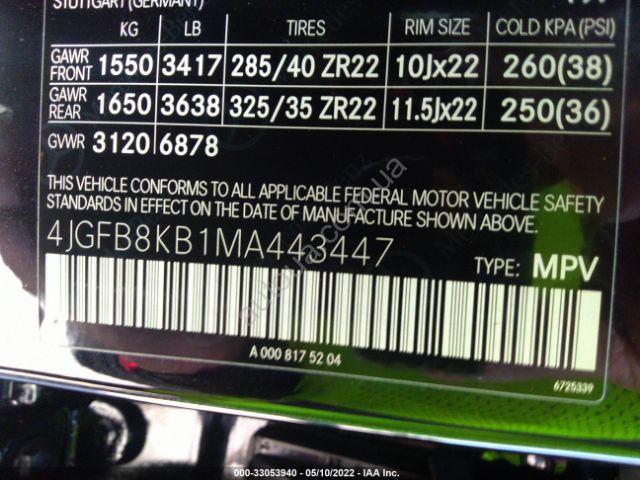 STUTTGART (GERMANY)
KG LB TIRES RIM SIZE COLD KPA (PSI)
GAWR FRONT 1550 3417 285/40 ZR22 10Jx22 260(38)
GAWR REAR 1650 3638 325/35 ZR22 11.5Jx22 250(36)
GVWR 3120 6878
THIS VEHICLE CONFORMS TO ALL APPLICABLE FEDERAL MOTOR VEHICLE SAFETY
STANDARDS IN EFFECT ON THE DATE OF MANUFACTURE SHOWN ABOVE.
4JGFB8KB1MA443447
TYPE: MPV
A 000 817 52 04
6725339
000-33053940 - 05/10/2022 - IAA Inc.